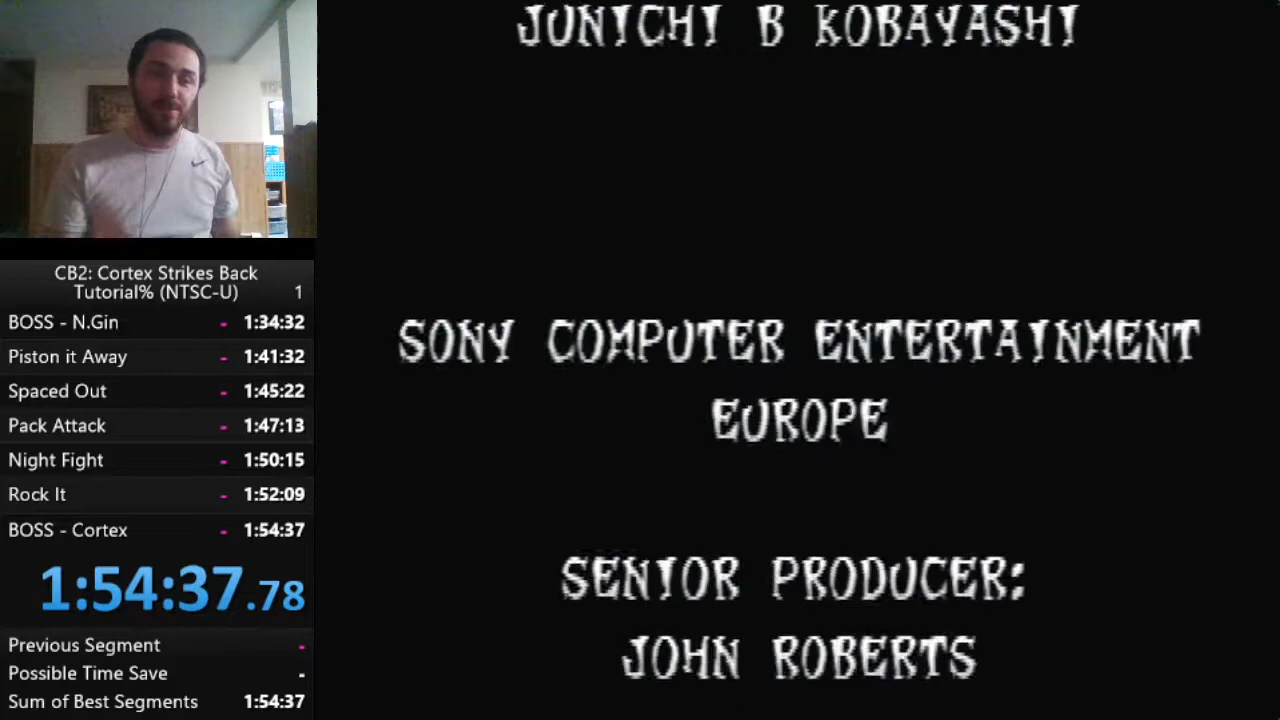 JUNICHI B KOBAYASHI
SONY COMPUTER ENTERTAINMENT
EUROPE
SENIOR PRODUCER:
JOHN ROBERTS
CB2: Cortex Strikes Back
Tutorial% (NTSC-U) 1
BOSS - N.Gin - 1:34:32
Piston it Away - 1:41:32
Spaced Out - 1:45:22
Pack Attack - 1:47:13
Night Fight - 1:50:15
Rock It - 1:52:09
BOSS - Cortex - 1:54:37
1:54:37.78
Previous Segment -
Possible Time Save -
Sum of Best Segments 1:54:37